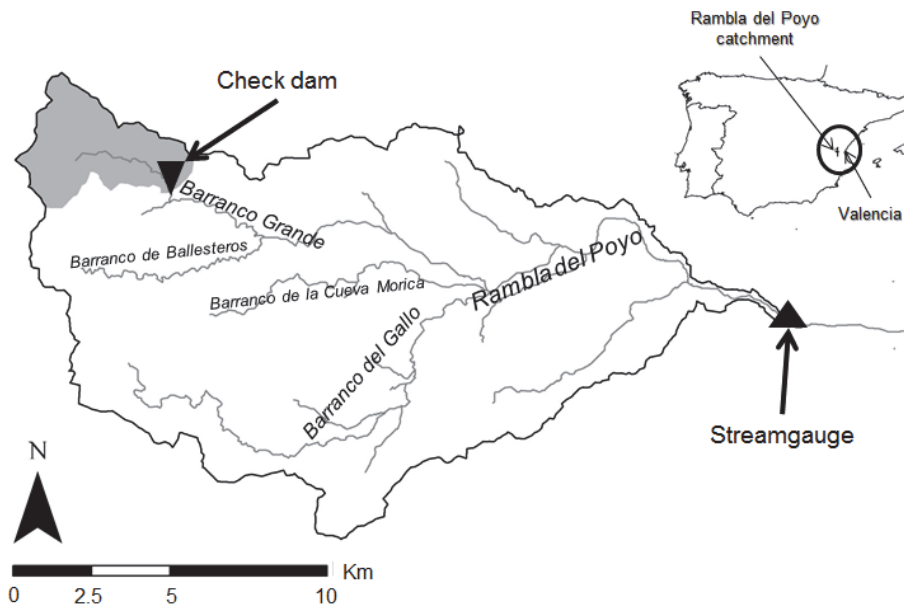 Rambla del Poyo
catchment
Check dam
Valencia
Barranco Grande
Barranco de Ballesteros
Rambla del Poyo
Barranco de la Cueva Morica
Barranco del Gallo
Streamgauge
N
Km
0 2.5 5 10